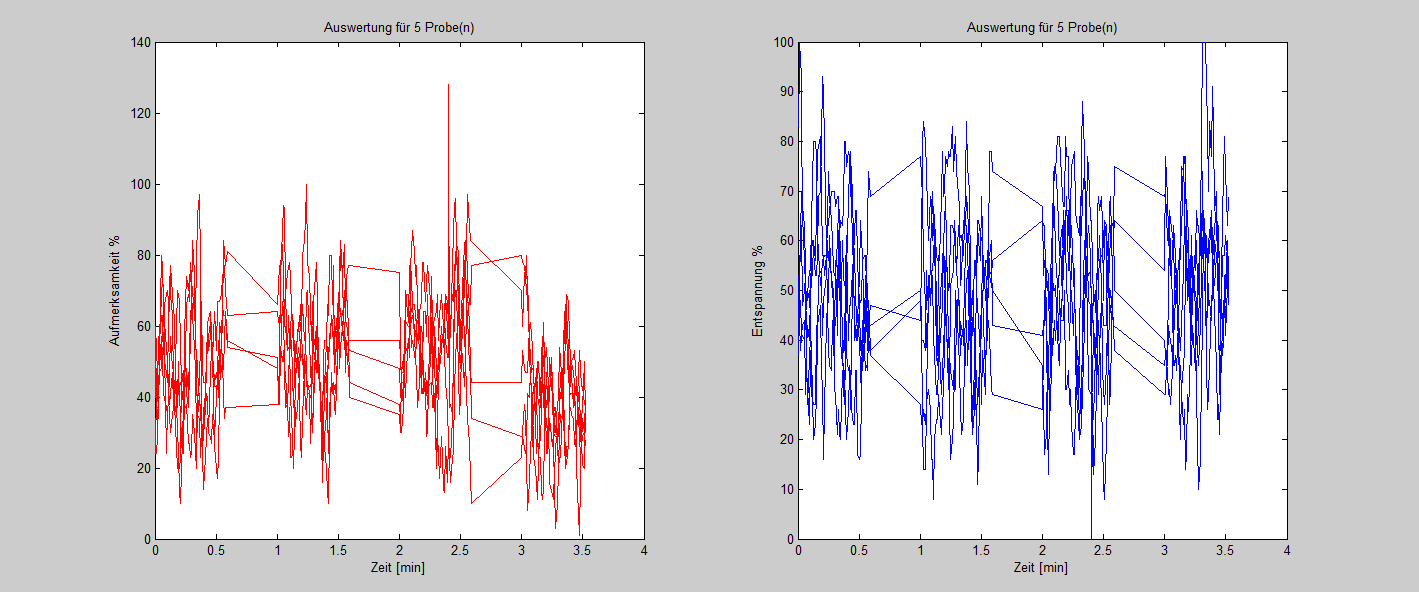 Auswertung für 5 Probe(n)
140
120
100
80
60
40
20
0
Aufmerksamkeit %
0 0.5 1 1.5 2 2.5 3 3.5 4
Zeit [min]
Auswertung für 5 Probe(n)
100
90
80
70
60
50
40
30
20
10
0
Entspannung %
0 0.5 1 1.5 2 2.5 3 3.5 4
Zeit [min]